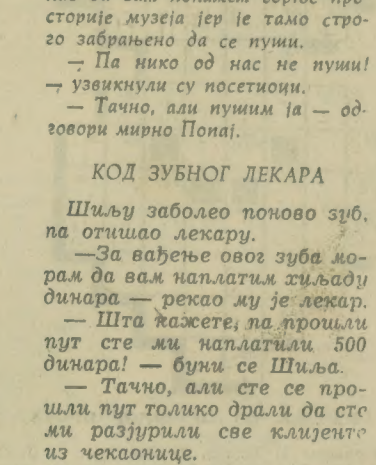 сторије музеја јер је тамо стро-
го забрањено да се пуши.
— Па нико од нас не пуши!
— узвикнули су посетиоци.
— Тачно, али пушим ја — од-
говори мирно Попај.
КОД ЗУБНОГ ЛЕКАРА
Шиљу заболео поново зуб,
па отишао лекару.
—За вађење овог зуба мо-
рам да вам наплатим хиљаду
динара — рекао му је лекар.
— Шта кажете, па прошли
пут сте ми наплатили 500
динара! — буни се Шиља.
— Тачно, али сте се про-
шли пут толико драли да сте
ми разјурили све клијенте
из чекаонице.